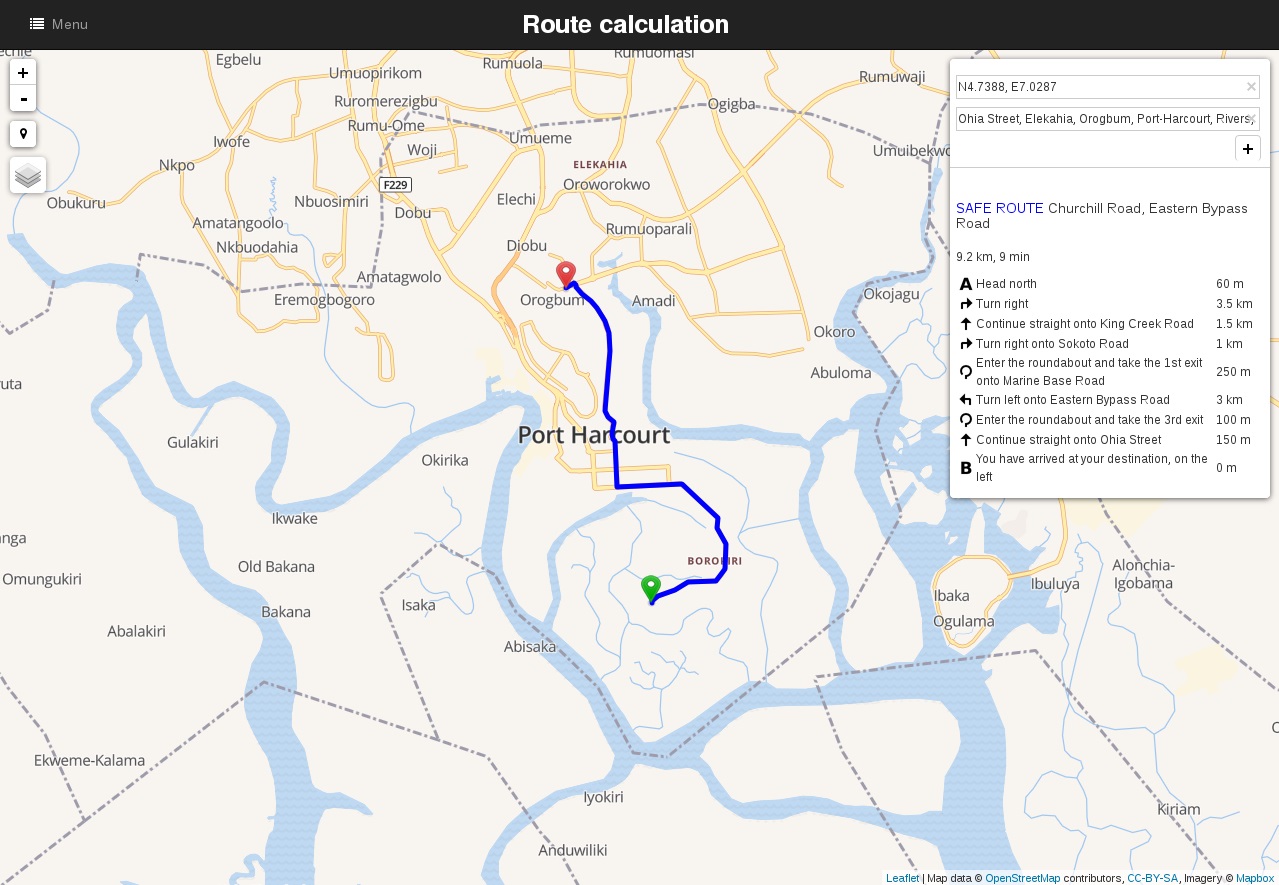 Menu
Route calculation
Egbelu
Rumuola
Rumuomasi
Umuopirikom
Rumuwaji
Ruromerezigbu
Ogigba
Rumu-Ome
Iwofe
Umueme
Woji
Umuibekwo
Nkpo
ELEKAHIA
F229
Oroworokwo
Obukuru
Nbuosimiri
Elechi
Dobu
Amatangoolo
Rumuoparali
Nkbuodahia
Diobu
Amatagwolo
Okojagu
Eremogbogoro
Orogbum
Amadi
Okoro
Abuloma
uta
Port Harcourt
Gulakiri
Okirika
Ikwake
anga
Old Bakana
BOROKIRI
Omungukiri
Alonchia-
Igobama
Ibuluya
Ibaka
Bakana
Isaka
Ogulama
Abalakiri
Abisaka
Ekweme-Kalama
Iyokiri
Kiriam
Anduwiliki
+
-
N4.7388, E7.0287
Ohia Street, Elekahia, Orogbum, Port-Harcourt, Rivers,
+
SAFE ROUTE Churchill Road, Eastern Bypass
Road
9.2 km, 9 min
A Head north 60 m
Turn right 3.5 km
Continue straight onto King Creek Road 1.5 km
Turn right onto Sokoto Road 1 km
Enter the roundabout and take the 1st exit
onto Marine Base Road 250 m
Turn left onto Eastern Bypass Road 3 km
Enter the roundabout and take the 3rd exit 100 m
Continue straight onto Ohia Street 150 m
B You have arrived at your destination, on the
left 0 m
Leaflet | Map data © OpenStreetMap contributors, CC-BY-SA, Imagery © Mapbox